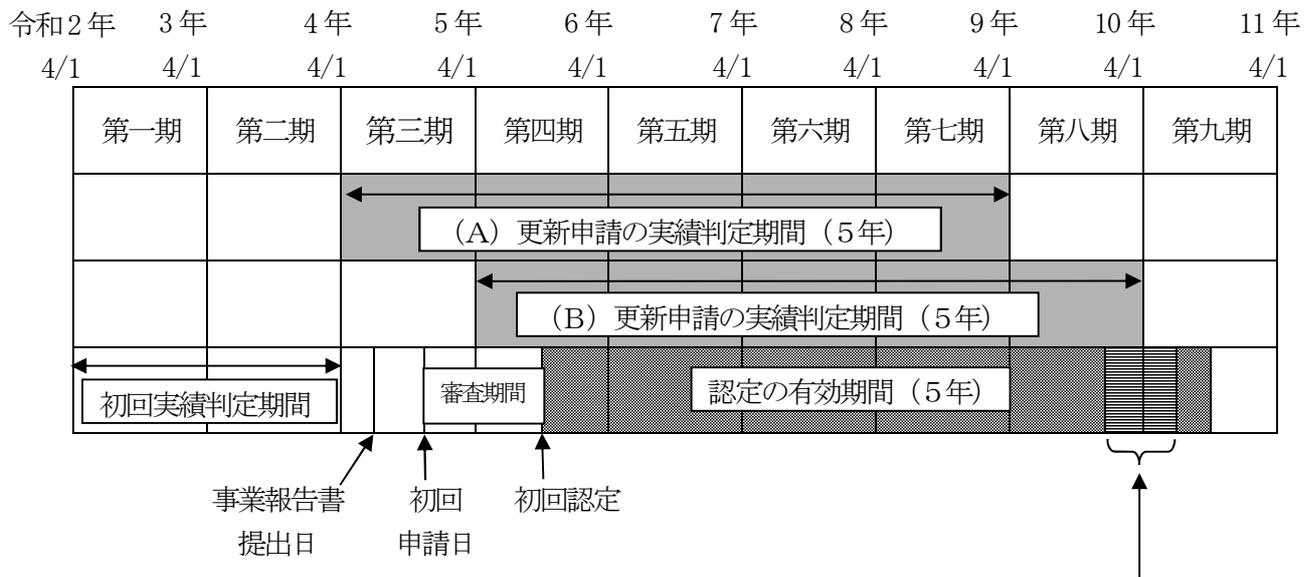 令和２年 ３年 ４年 ５年 ６年 ７年 ８年 ９年 10年 11年
4/1 4/1 4/1 4/1 4/1 4/1 4/1 4/1 4/1 4/1
第一期 第二期 第三期 第四期 第五期 第六期 第七期 第八期 第九期
（Ａ）更新申請の実績判定期間（５年）
（Ｂ）更新申請の実績判定期間（５年）
初回実績判定期間 審査期間 認定の有効期間（５年）
事業報告書
提出日
初回
申請日
初回認定